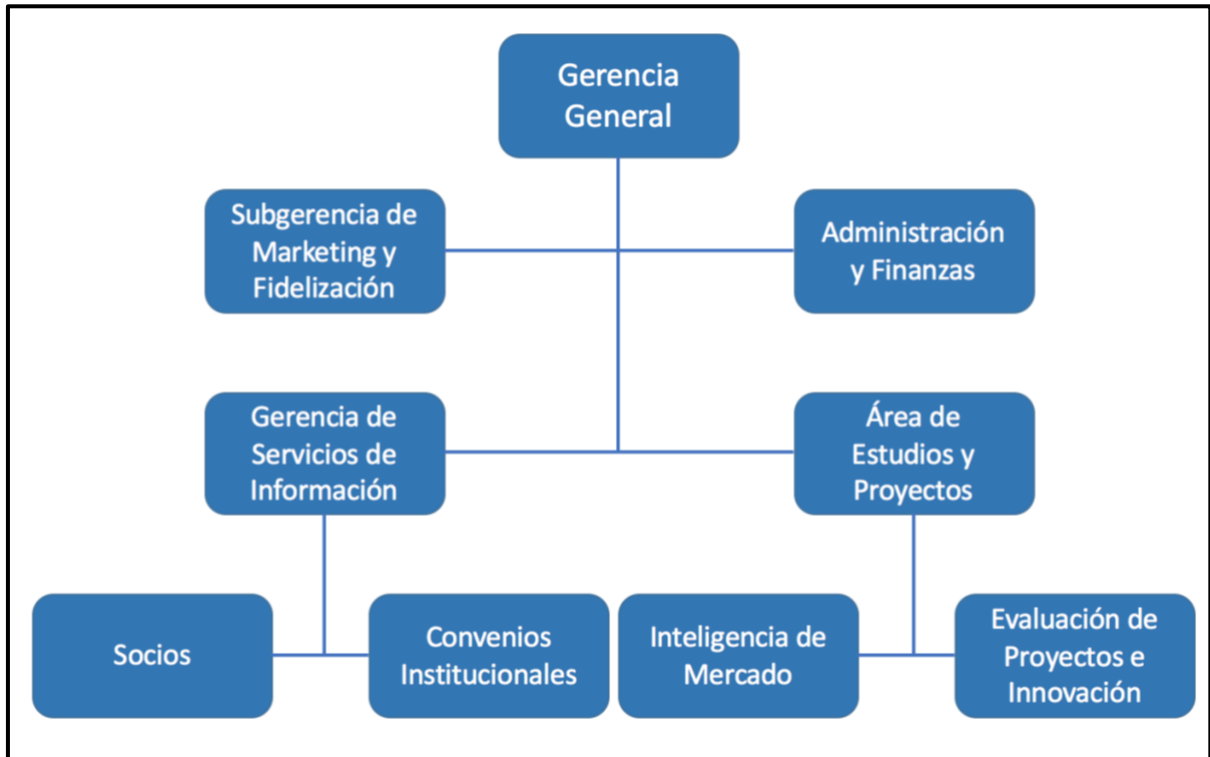 Gerencia
General
Subgerencia de
Marketing y
Fidelización
Administración
y Finanzas
Gerencia de
Servicios de
Información
Área de
Estudios y
Proyectos
Socios
Convenios
Institucionales
Inteligencia de
Mercado
Evaluación de
Proyectos e
Innovación